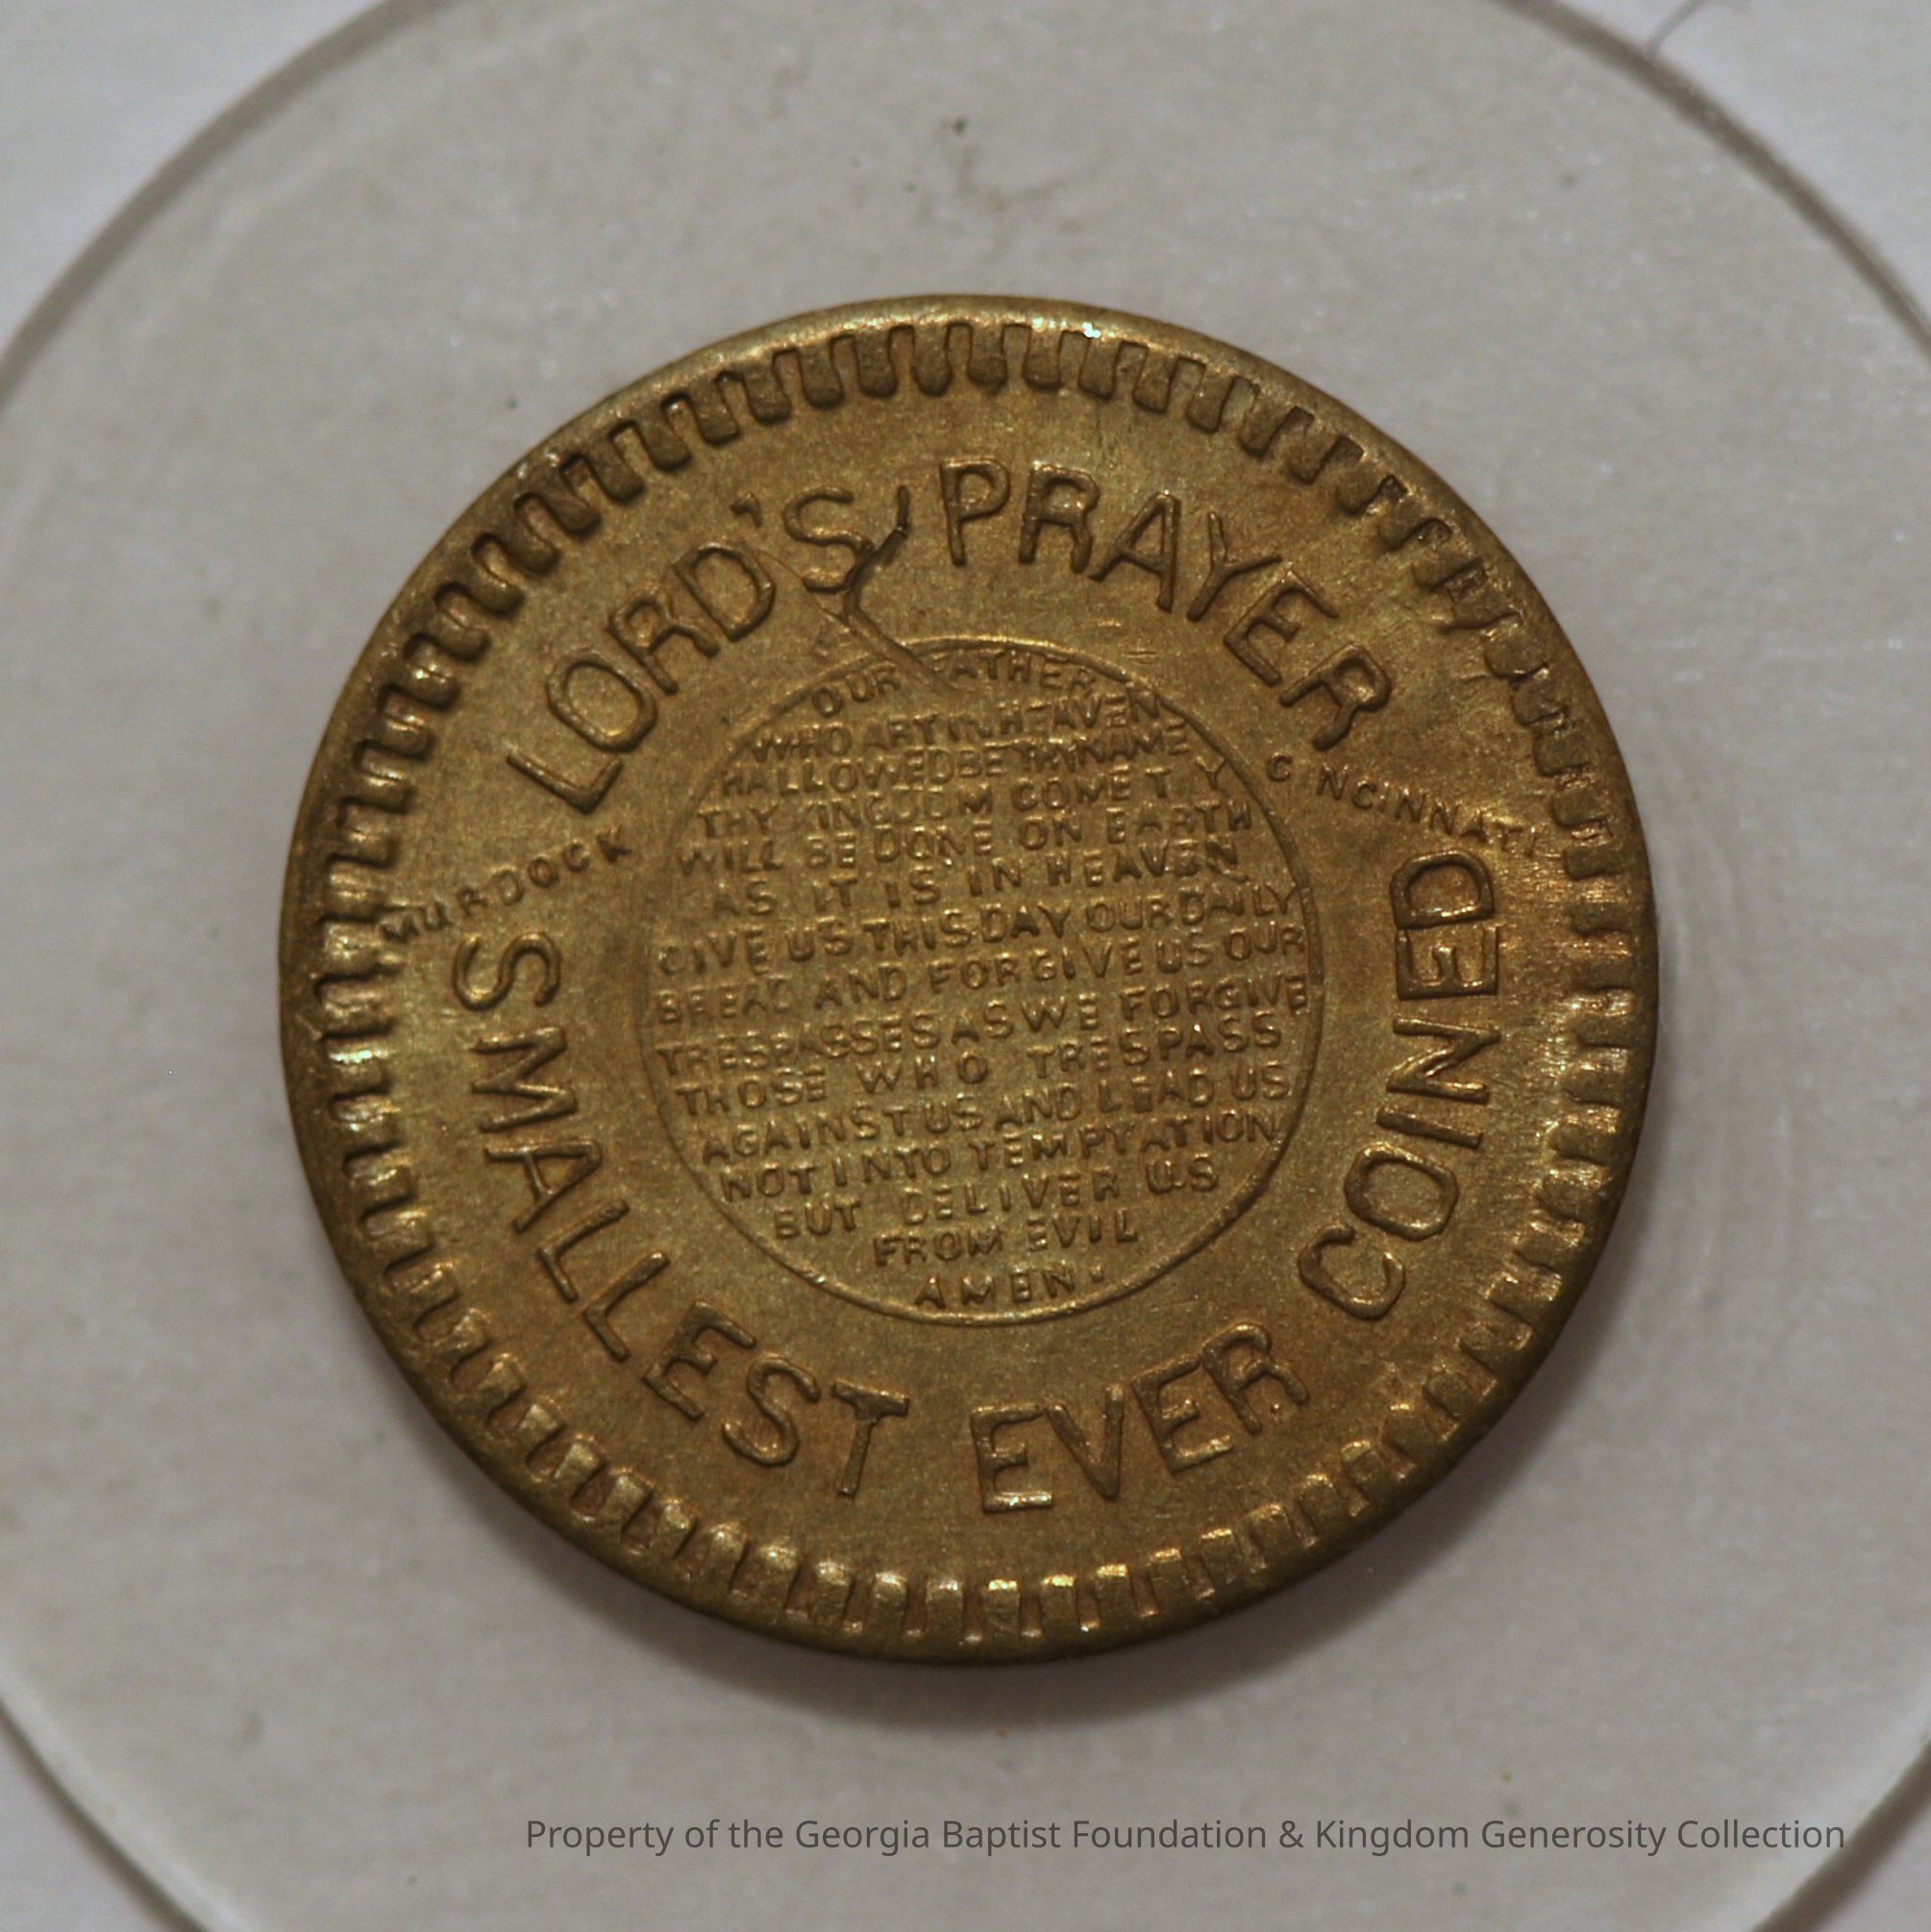 LORD'S PRAYER
MURDOCK
CINCINNATI
SMALLEST EVER COINED
OUR FATHER
WHO ART IN HEAVEN
HALLOWED BE THY NAME
THY KINGDOM COME T Y
WILL BE DONE ON EARTH
AS IT IS IN HEAVEN
GIVE US THIS DAY OUR DAILY
BREAD AND FORGIVE US OUR
TRESPASSES AS WE FORGIVE
THOSE WHO TRESPASS
AGAINST US AND LEAD US
NOT INTO TEMPTATION
BUT DELIVER US
FROM EVIL
AMEN.
Property of the Georgia Baptist Foundation & Kingdom Generosity Collection